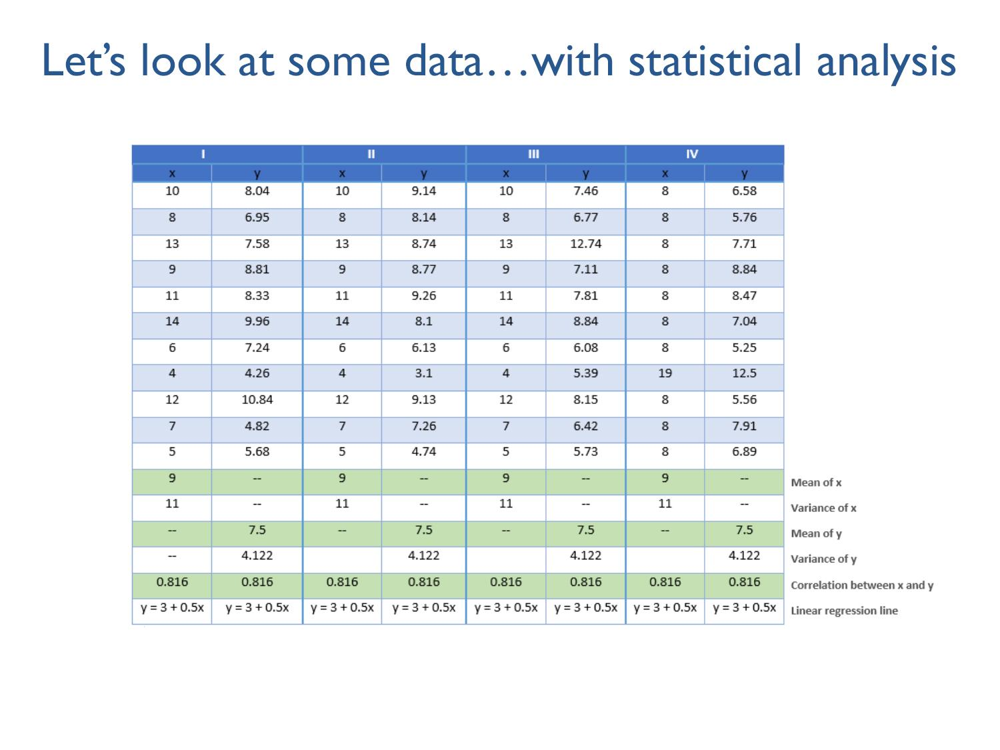 Let’s look at some data…with statistical analysis
I II III IV
x y x y x y x y
10 8.04 10 9.14 10 7.46 8 6.58
8 6.95 8 8.14 8 6.77 8 5.76
13 7.58 13 8.74 13 12.74 8 7.71
9 8.81 9 8.77 9 7.11 8 8.84
11 8.33 11 9.26 11 7.81 8 8.47
14 9.96 14 8.1 14 8.84 8 7.04
6 7.24 6 6.13 6 6.08 8 5.25
4 4.26 4 3.1 4 5.39 19 12.5
12 10.84 12 9.13 12 8.15 8 5.56
7 4.82 7 7.26 7 6.42 8 7.91
5 5.68 5 4.74 5 5.73 8 6.89
9 -- 9 -- 9 -- 9 -- Mean of x
11 -- 11 -- 11 -- 11 -- Variance of x
-- 7.5 -- 7.5 -- 7.5 -- 7.5 Mean of y
-- 4.122 4.122 4.122 4.122 Variance of y
0.816 0.816 0.816 0.816 0.816 0.816 0.816 0.816 Correlation between x and y
y = 3 + 0.5x y = 3 + 0.5x y = 3 + 0.5x y = 3 + 0.5x y = 3 + 0.5x y = 3 + 0.5x y = 3 + 0.5x y = 3 + 0.5x Linear regression line